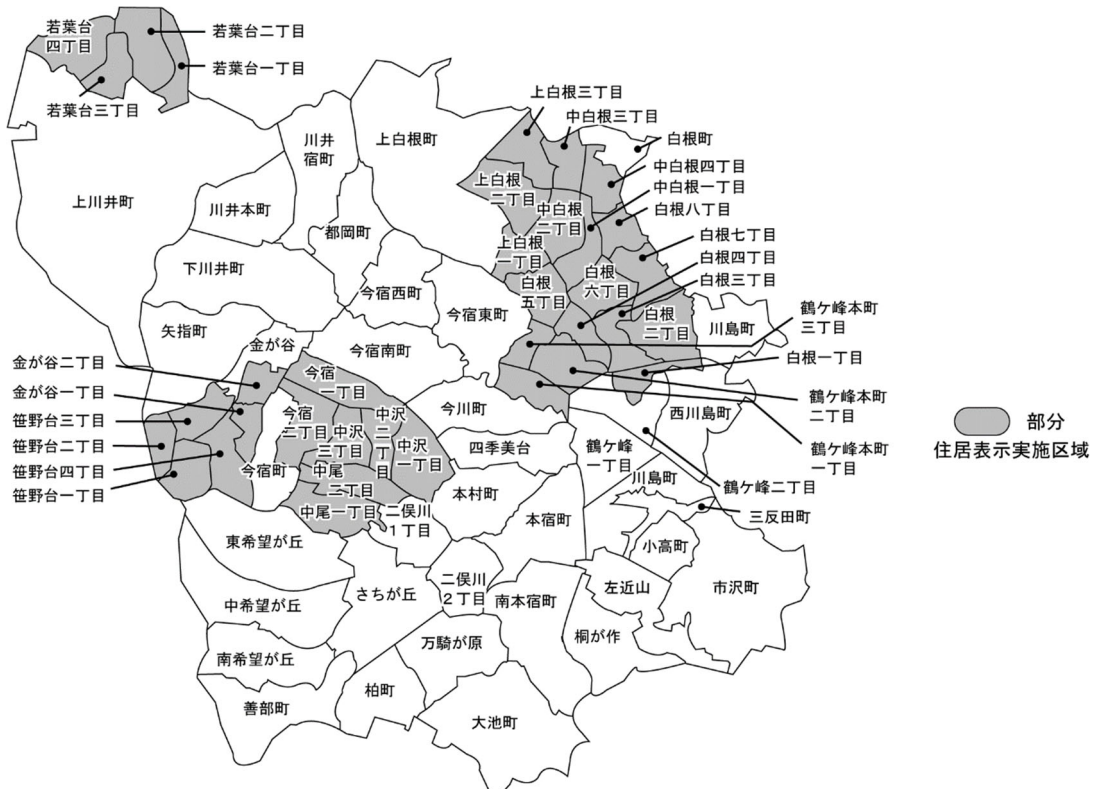 若葉台
四丁目
若葉台二丁目
若葉台一丁目
若葉台三丁目
上川井町
川井
宿町
川井本町
上白根町
都岡町
下川井町
今宿西町
今宿東町
矢指町
金が谷
今宿南町
上白根三丁目
中白根三丁目
白根町
中白根四丁目
中白根一丁目
白根八丁目
上白根
二丁目
中白根
二丁目
上白根
一丁目
白根七丁目
白根四丁目
白根三丁目
白根
五丁目
白根
六丁目
白根
二丁目
川島町
鶴ケ峰本町
三丁目
白根一丁目
鶴ケ峰本町
二丁目
鶴ケ峰本町
一丁目
西川島町
鶴ケ峰
一丁目
鶴ケ峰二丁目
川島町
三反田町
金が谷二丁目
金が谷一丁目
笹野台三丁目
笹野台二丁目
笹野台四丁目
笹野台一丁目
今宿
一丁目
今宿
二丁目
今宿町
中沢
三丁目
中沢
二丁目
中沢
一丁目
中尾
二丁目
中尾一丁目
今川町
四季美台
本村町
二俣川
1丁目
本宿町
東希望が丘
中希望が丘
南希望が丘
善部町
さちが丘
柏町
二俣川
2丁目
万騎が原
南本宿町
大池町
桐が作
左近山
小高町
市沢町
部分
住居表示実施区域